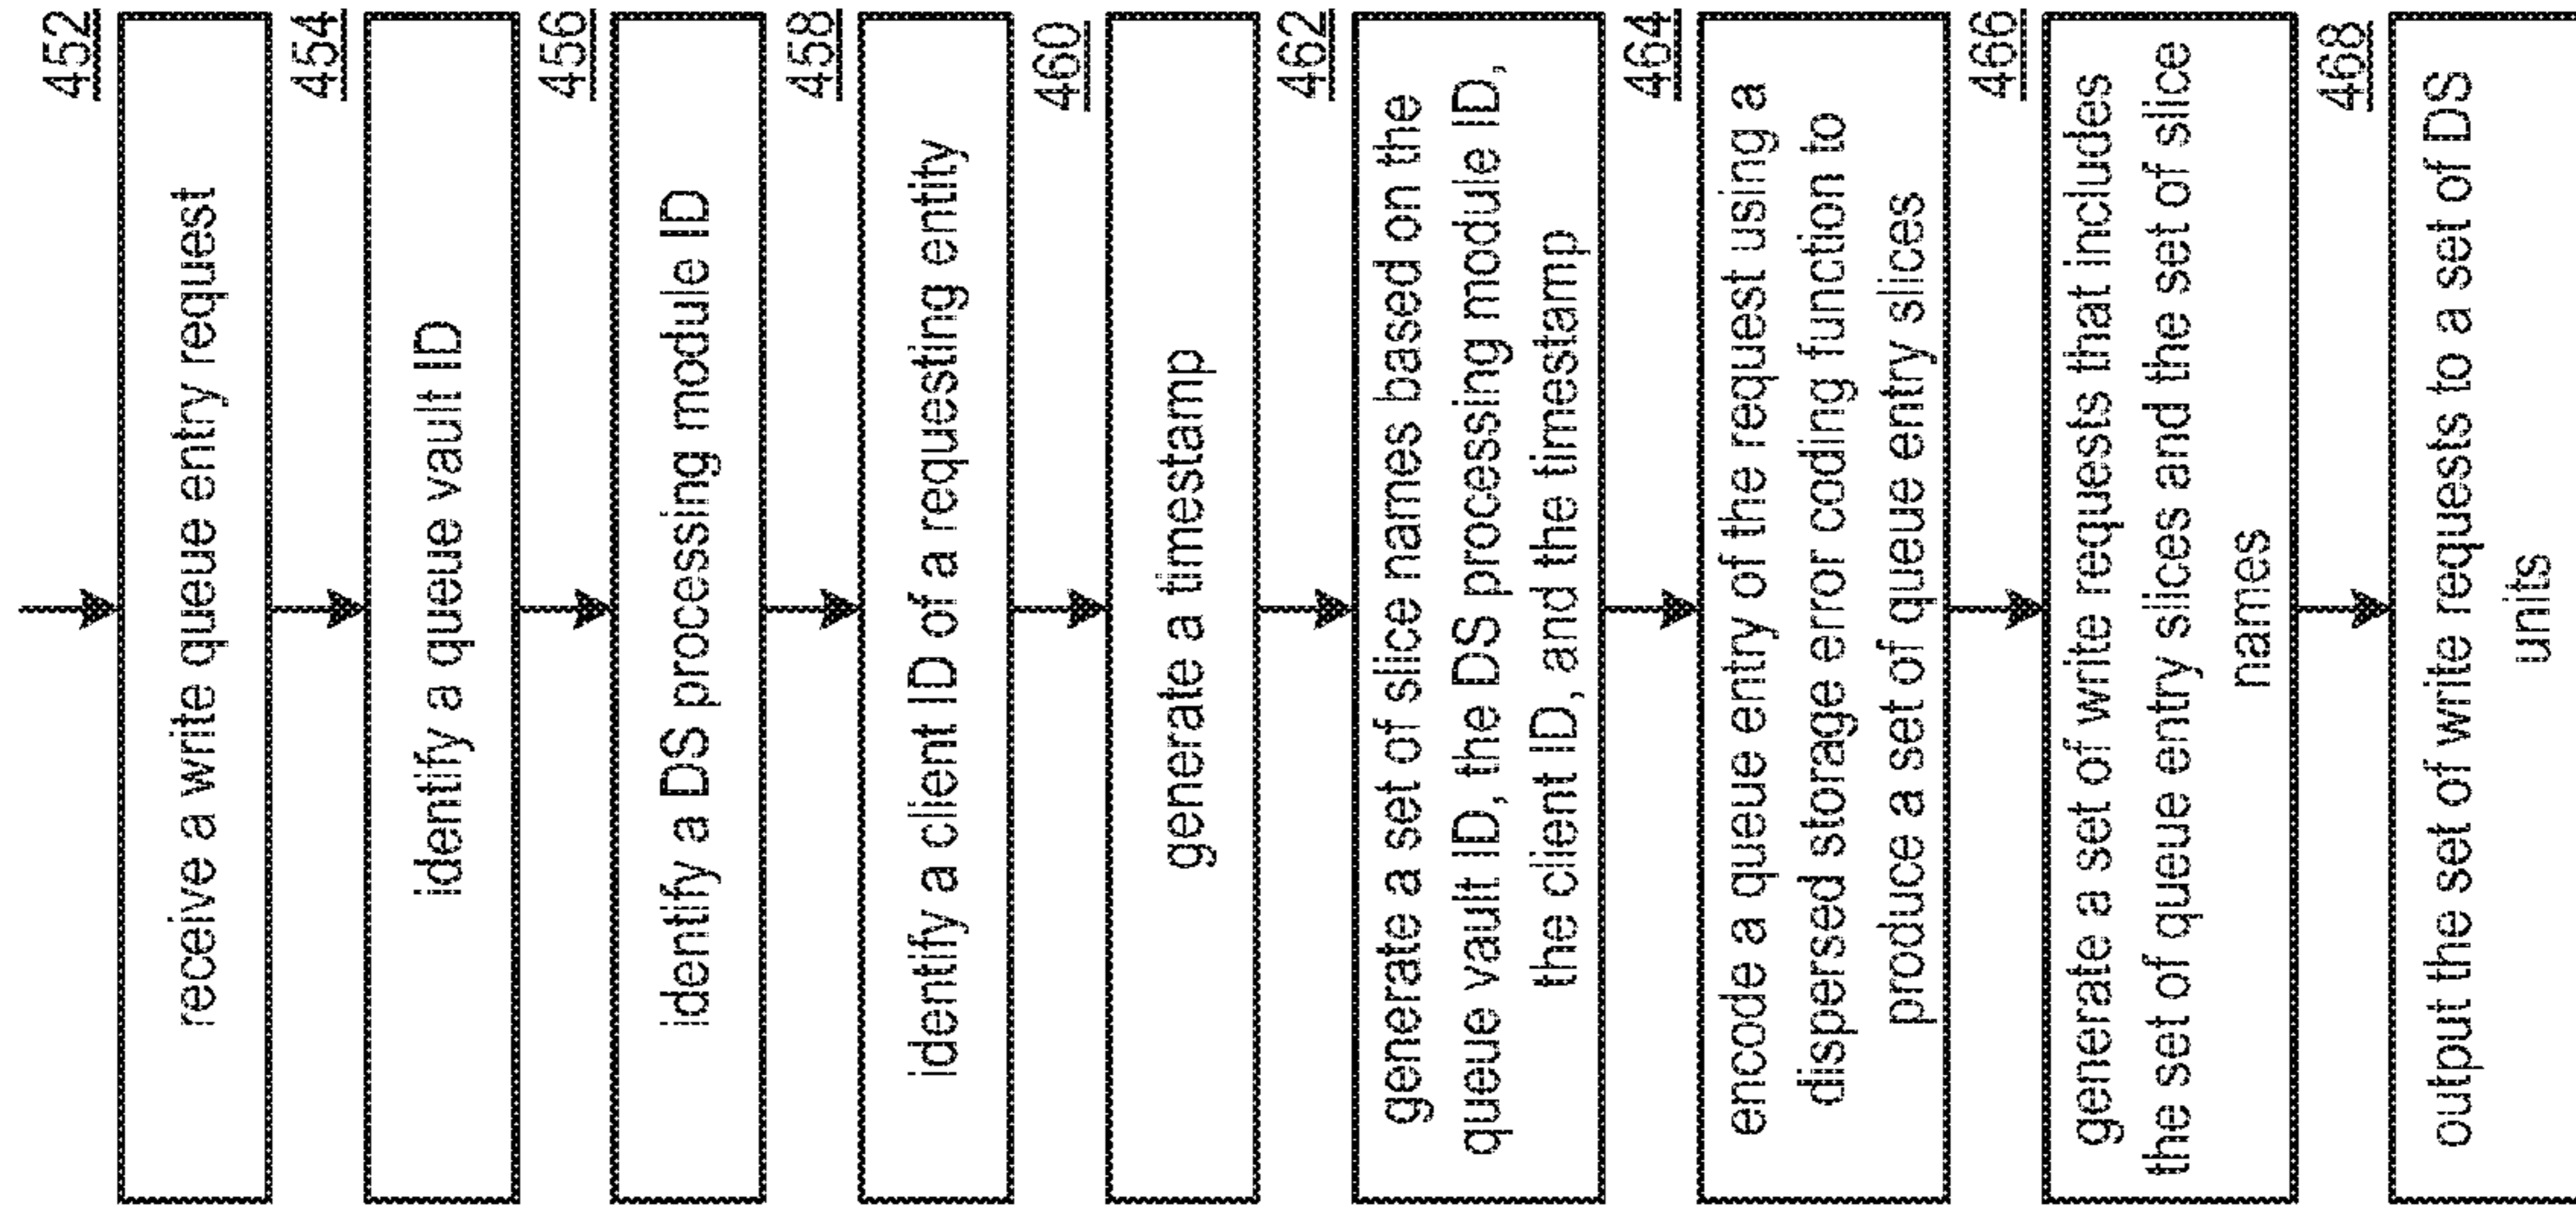 452
receive a write queue entry request
454
identify a queue vault ID
456
identify a DS processing module ID
458
identify a client ID of a requesting entity
460
generate a timestamp
462
generate a set of slice names based on the
queue vault ID, the DS processing module ID,
the client ID, and the timestamp
464
encode a queue entry of the request using a
dispersed storage error coding function to
produce a set of queue entry slices
466
generate a set of write requests that includes
the set of queue entry slices and the set of slice
names
468
output the set of write requests to a set of DS
units